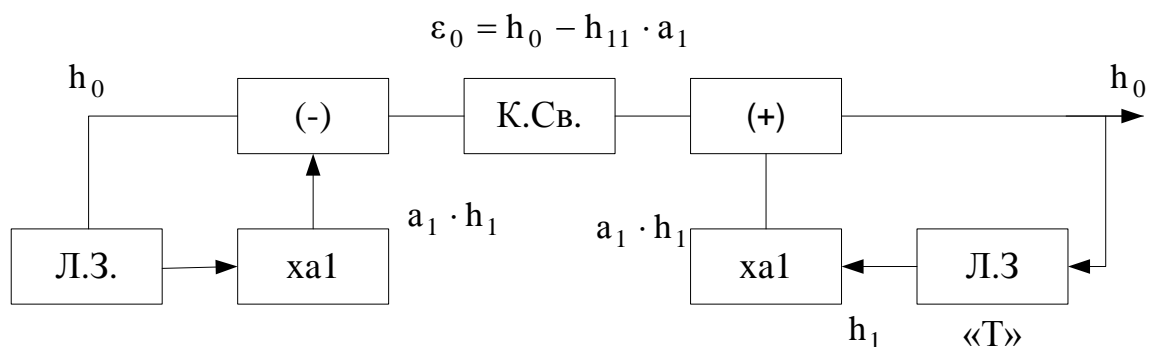 ε₀ = h₀ − h₁₁ · a₁
h₀
(-)
К.Св.
(+)
h₀
Л.З.
xa1
a₁ · h₁
a₁ · h₁
xa1
Л.З
h₁
«T»